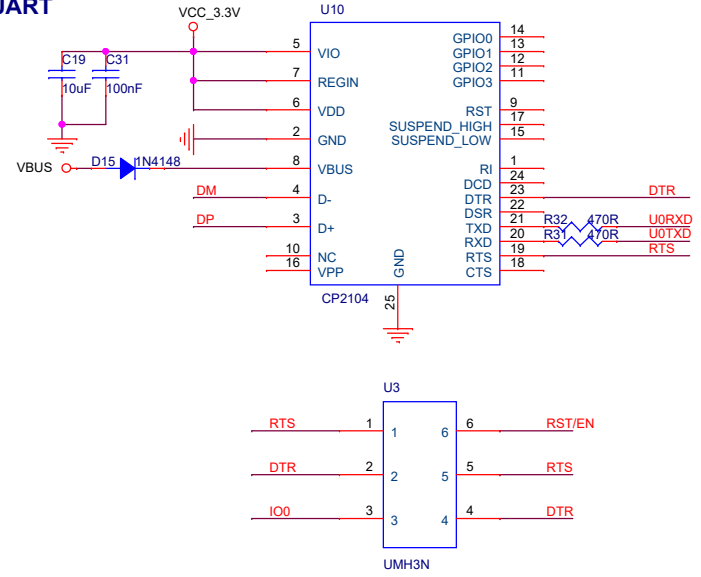 UART
VCC_3.3V
U10
C19
C31
10uF
100nF
5
VIO
7
REGIN
6
VDD
2
GND
VBUS
D15
1N4148
8
VBUS
DM
4
D-
DP
3
D+
10
NC
16
VPP
GND
25
CP2104
GPIO0
14
GPIO1
13
GPIO2
12
GPIO3
11
RST
9
SUSPEND_HIGH
17
SUSPEND_LOW
15
RI
1
DCD
24
DTR
23
DTR
DSR
22
TXD
21
R32
470R
U0RXD
RXD
20
R31
470R
U0TXD
RTS
19
RTS
CTS
18
U3
RTS
1
1
6
6
RST/EN
DTR
2
2
5
5
RTS
IO0
3
3
4
4
DTR
UMH3N